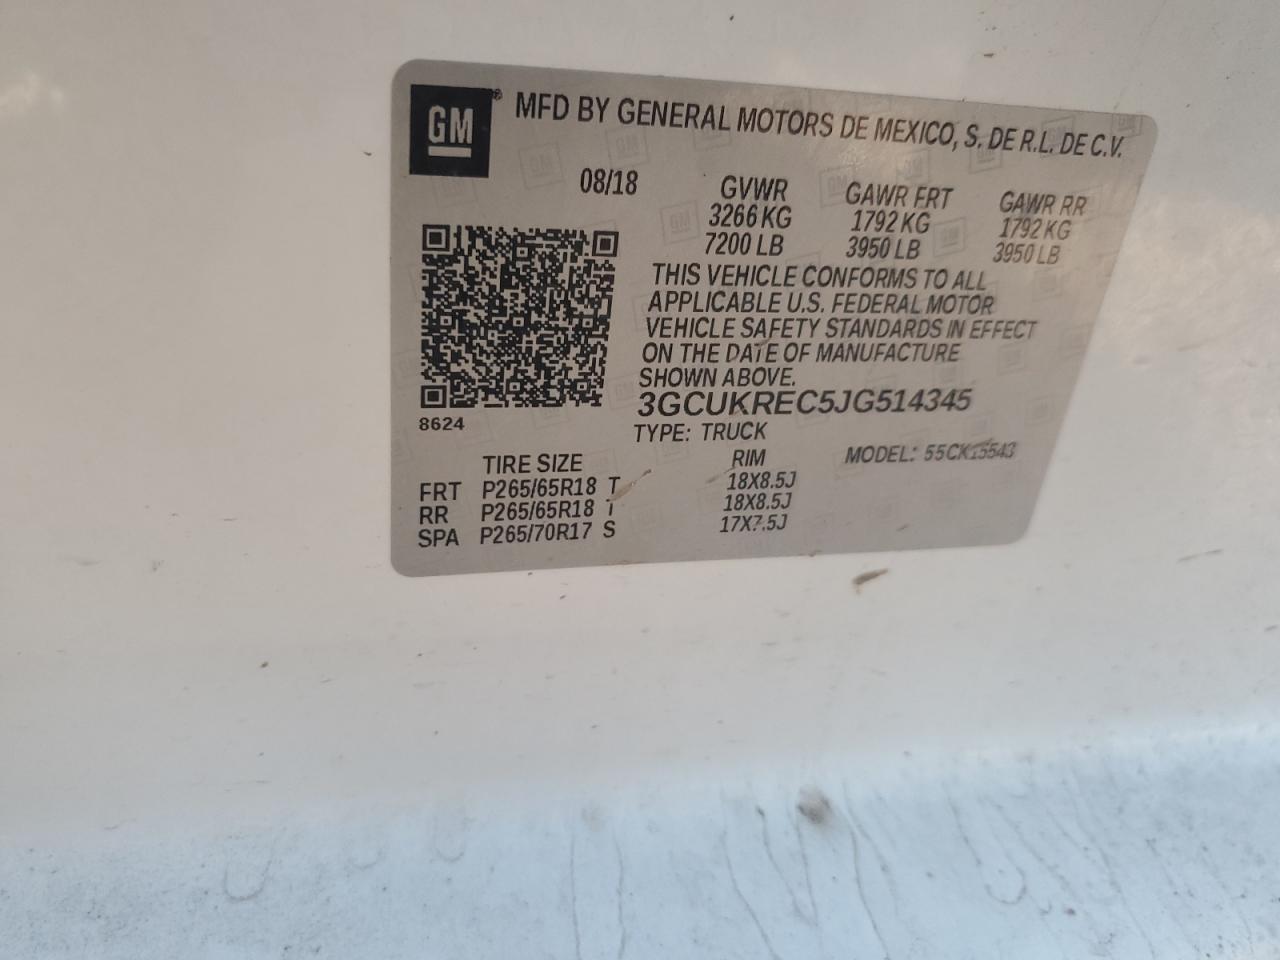 GM® MFD BY GENERAL MOTORS DE MEXICO, S. DE R.L. DE C.V.
08/18 GVWR GAWR FRT GAWR RR
3266 KG 1792 KG 1792 KG
7200 LB 3950 LB 3950 LB
THIS VEHICLE CONFORMS TO ALL
APPLICABLE U.S. FEDERAL MOTOR
VEHICLE SAFETY STANDARDS IN EFFECT
ON THE DATE OF MANUFACTURE
SHOWN ABOVE.
3GCUKREC5JG514345
8624
TYPE: TRUCK
TIRE SIZE RIM MODEL: 55CK15543
FRT P265/65R18 T 18X8.5J
RR P265/65R18 T 18X8.5J
SPA P265/70R17 S 17X7.5J